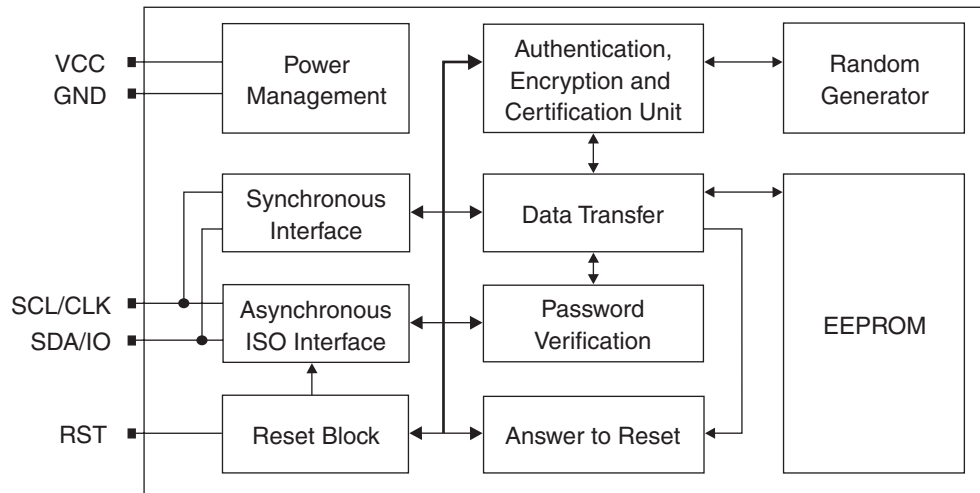 VCC
GND
Power
Management
Authentication,
Encryption and
Certification Unit
Random
Generator
Synchronous
Interface
Data Transfer
EEPROM
SCL/CLK
SDA/IO
Asynchronous
ISO Interface
Password
Verification
RST
Reset Block
Answer to Reset